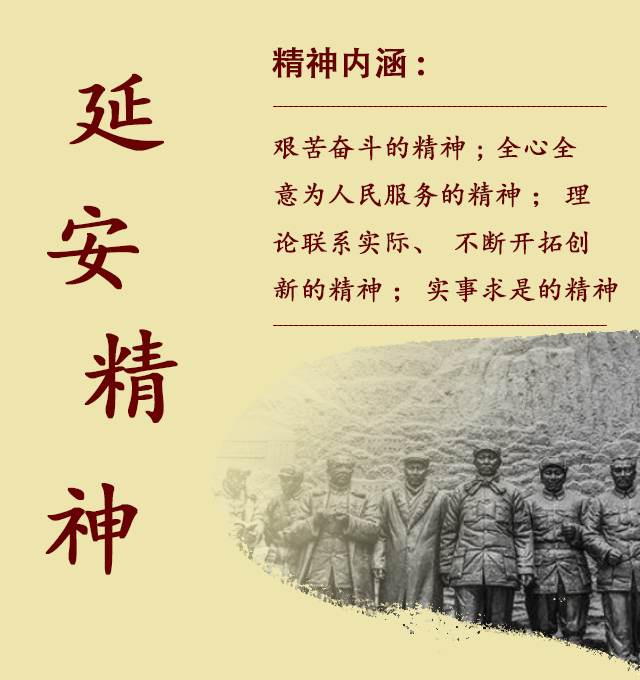 延安精神
精神内涵：
艰苦奋斗的精神；全心全
意为人民服务的精神； 理
论联系实际、 不断开拓创
新的精神； 实事求是的精神